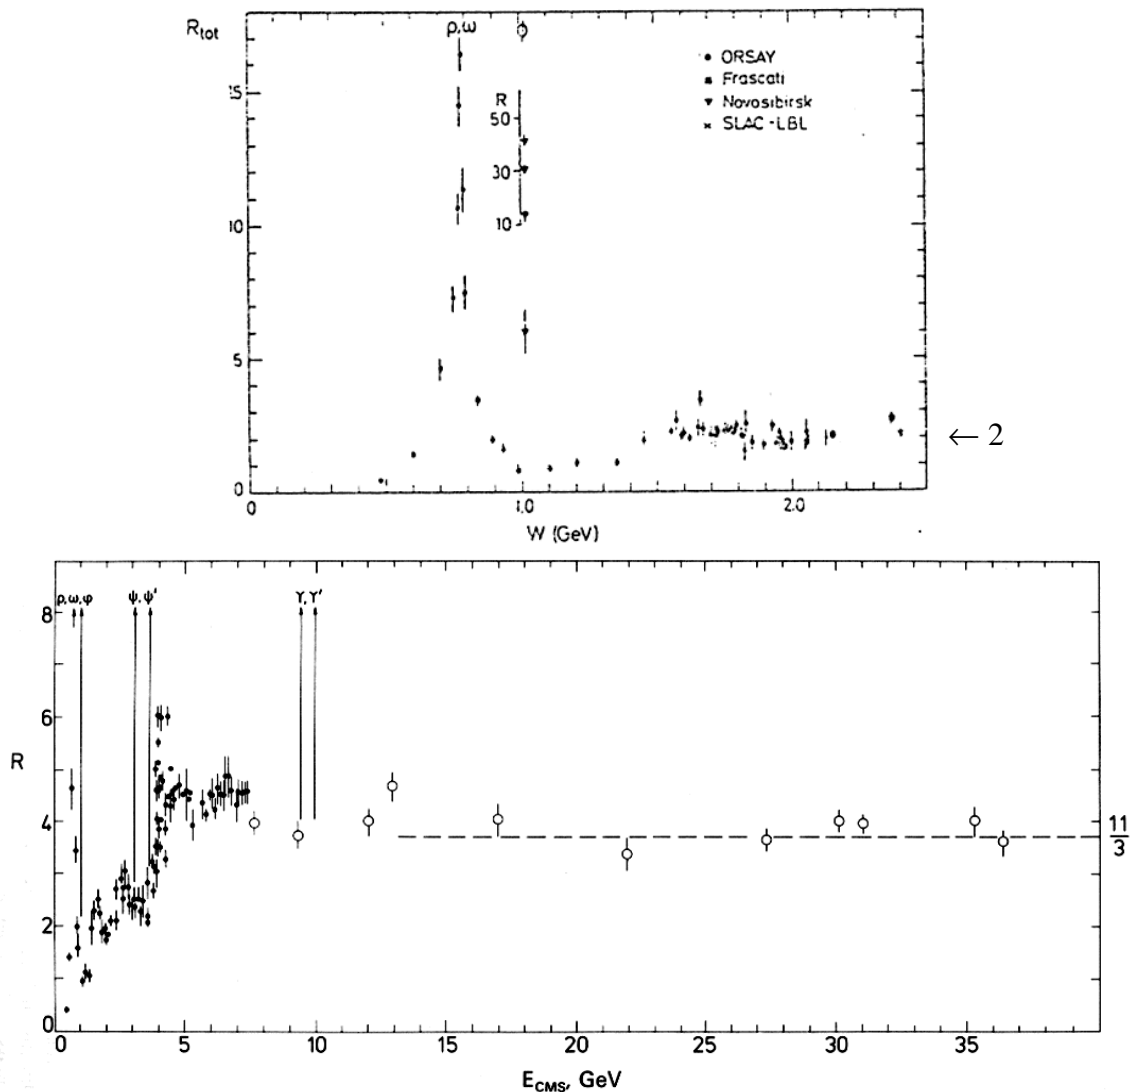 R_tot
ρ,ω
ORSAY
Frascati
Novosibirsk
SLAC-LBL
R
50
30
10
15
10
5
0
← 2
0
1.0
2.0
W (GeV)
ρ,ω,φ
ψ,ψ'
Υ,Υ'
8
6
R
4
2
0
11/3
0
5
10
15
20
25
30
35
E_CMS, GeV